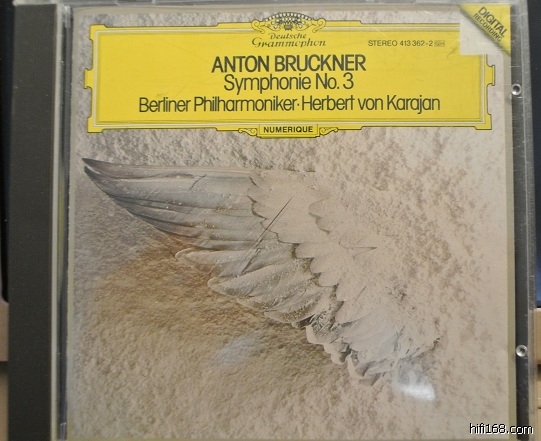 Deutsche
Grammophon
STEREO 413 362-2
DIGITAL
RECORDING
ANTON BRUCKNER
Symphonie No. 3
Berliner Philharmoniker · Herbert von Karajan
NUMERIQUE
hifi168.com